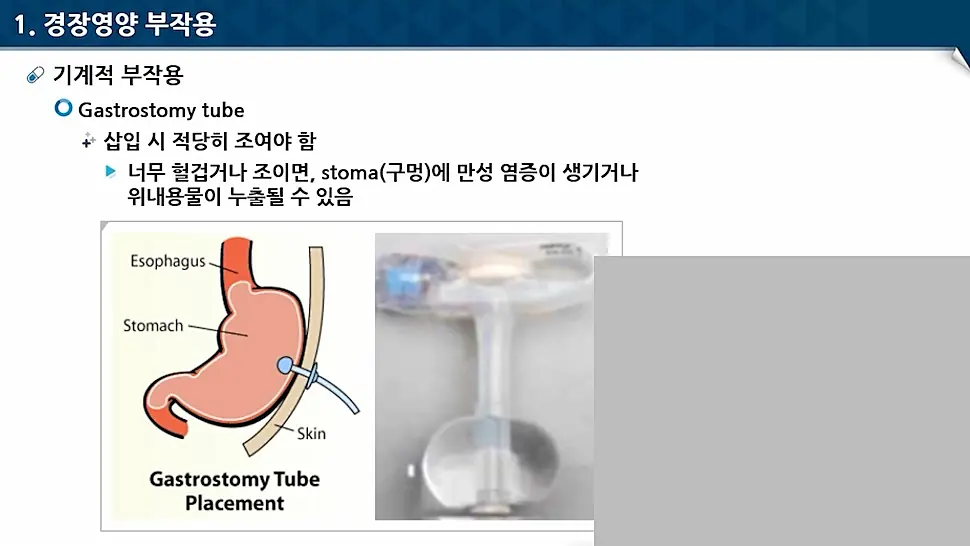 1. 경장영양 부작용
기계적 부작용
Gastrostomy tube
삽입 시 적당히 조여야 함
너무 헐겁거나 조이면, stoma(구멍)에 만성 염증이 생기거나
위내용물이 누출될 수 있음
Esophagus
Stomach
Skin
Gastrostomy Tube
Placement